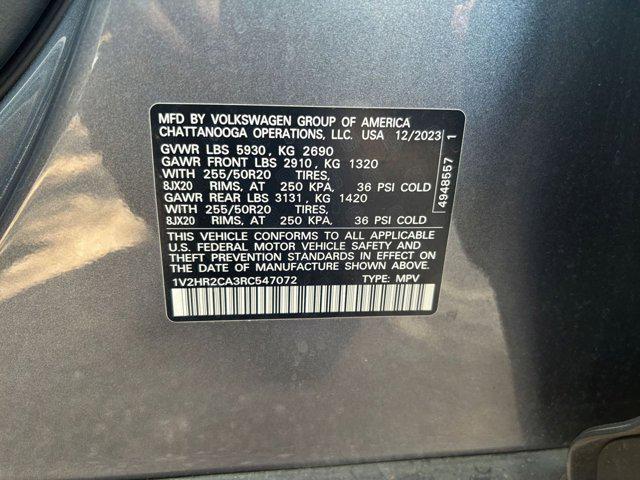 MFD BY VOLKSWAGEN GROUP OF AMERICA
CHATTANOOGA OPERATIONS, LLC. USA 12/2023
GVWR LBS 5930, KG 2690
GAWR FRONT LBS 2910, KG 1320
WITH 255/50R20 TIRES,
8JX20 RIMS, AT 250 KPA, 36 PSI COLD
GAWR REAR LBS 3131, KG 1420
WITH 255/50R20 TIRES,
8JX20 RIMS, AT 250 KPA, 36 PSI COLD
THIS VEHICLE CONFORMS TO ALL APPLICABLE
U.S. FEDERAL MOTOR VEHICLE SAFETY AND
THEFT PREVENTION STANDARDS IN EFFECT ON
THE DATE OF MANUFACTURE SHOWN ABOVE.
1V2HR2CA3RC547072 TYPE: MPV
4948557 1